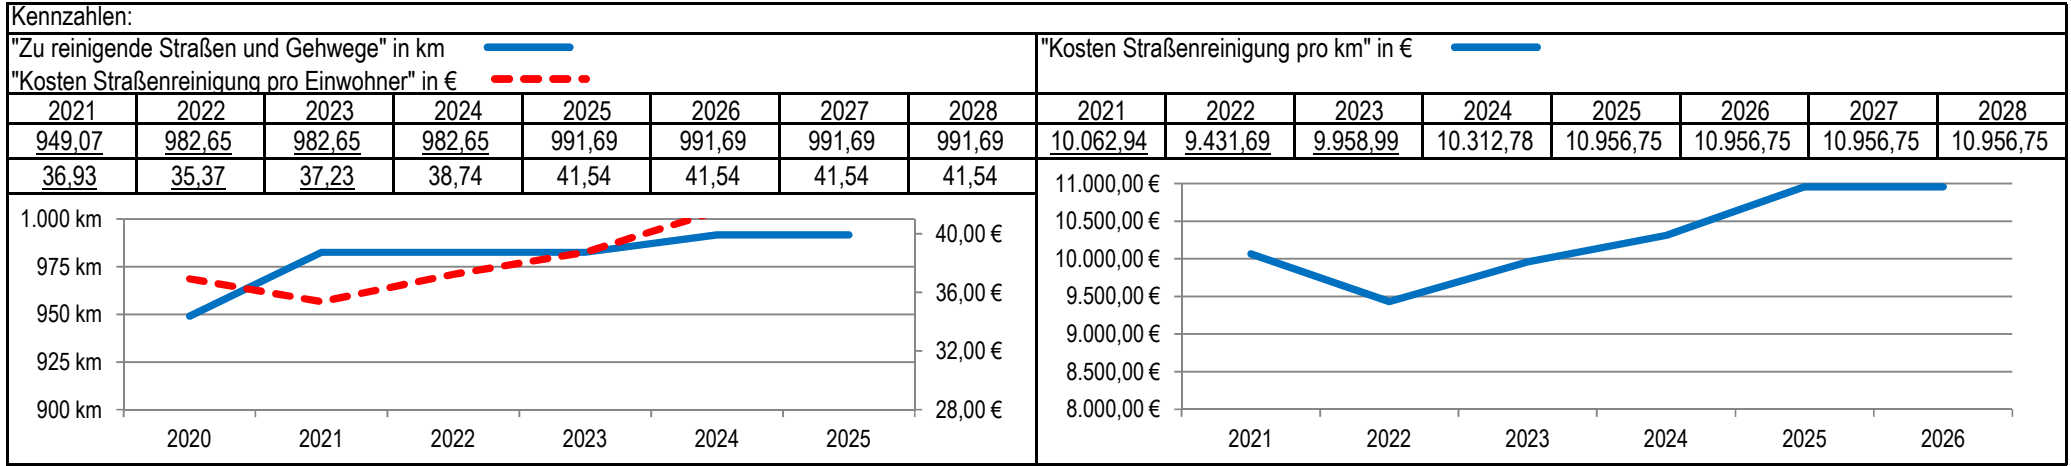 Kennzahlen:
"Zu reinigende Straßen und Gehwege" in km
"Kosten Straßenreinigung pro Einwohner" in €
2021 2022 2023 2024 2025 2026 2027 2028
949,07 982,65 982,65 982,65 991,69 991,69 991,69 991,69
36,93 35,37 37,23 38,74 41,54 41,54 41,54 41,54
1.000 km
975 km
950 km
925 km
900 km
40,00 €
36,00 €
32,00 €
28,00 €
2020 2021 2022 2023 2024 2025
"Kosten Straßenreinigung pro km" in €
2021 2022 2023 2024 2025 2026 2027 2028
10.062,94 9.431,69 9.958,99 10.312,78 10.956,75 10.956,75 10.956,75 10.956,75
11.000,00 €
10.500,00 €
10.000,00 €
9.500,00 €
9.000,00 €
8.500,00 €
8.000,00 €
2021 2022 2023 2024 2025 2026